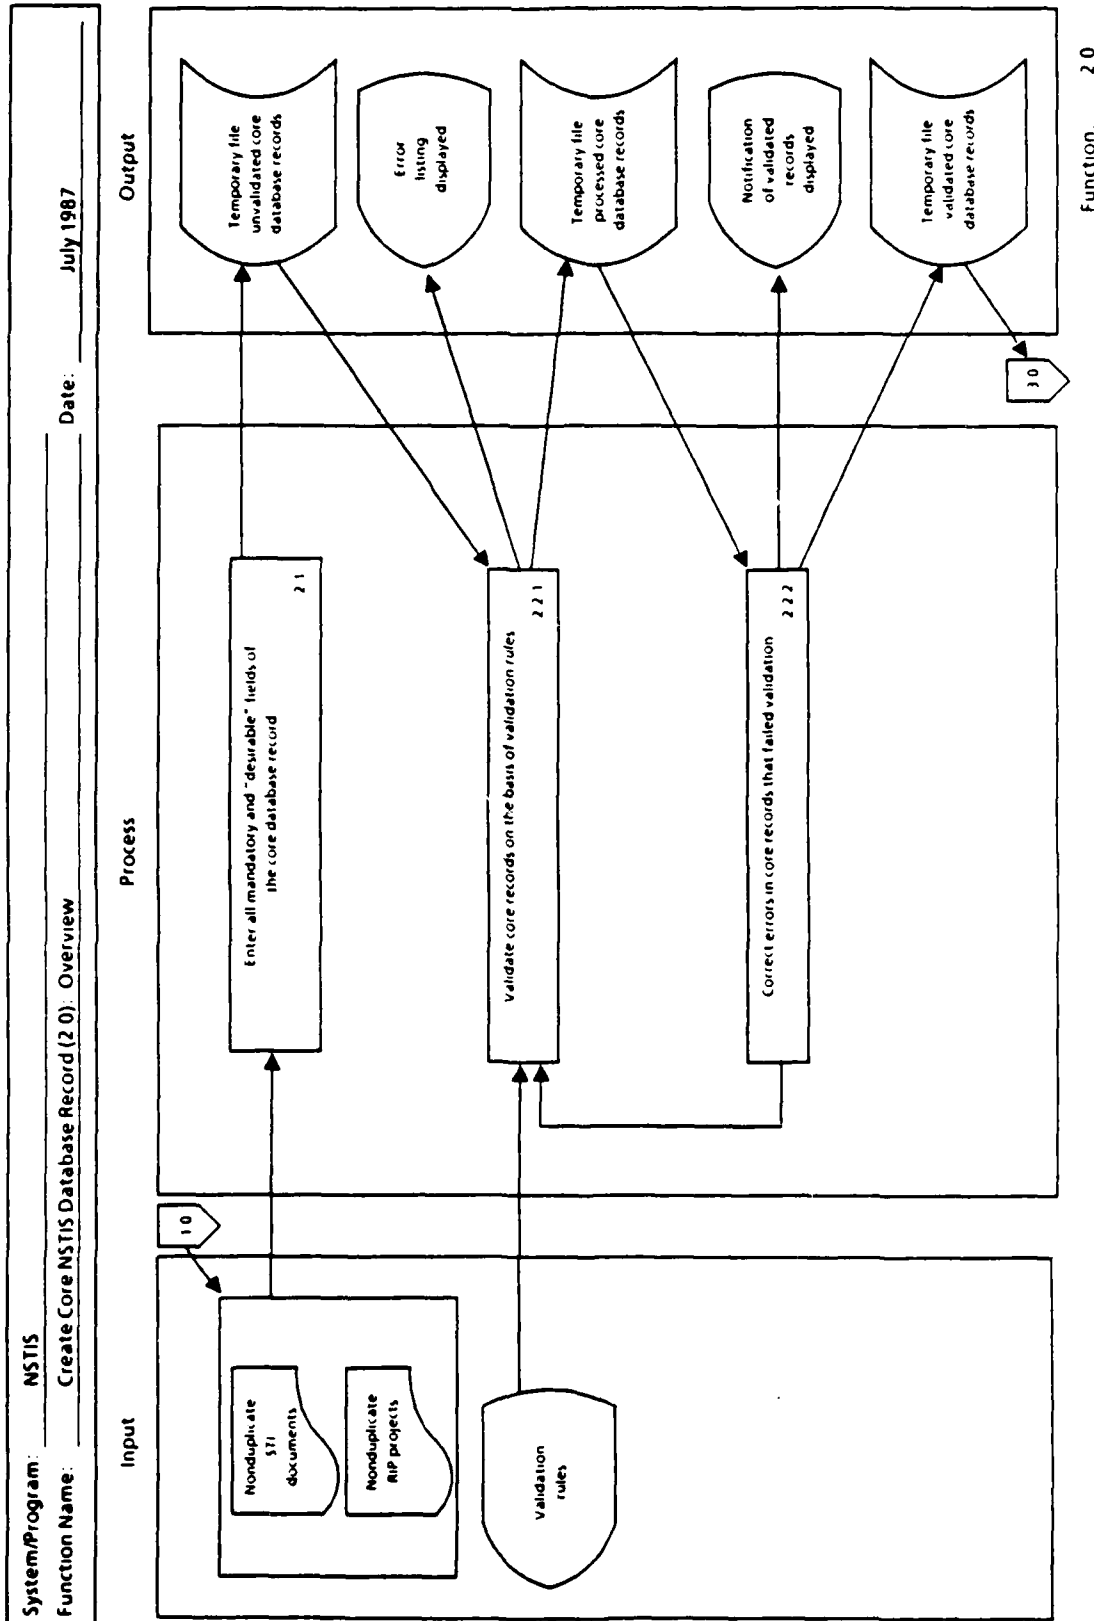 System/Program: NSTIS
Function Name: Create Core NSTIS Database Record (2 0): Overview
Date: July 1987
Input
Process
Output
1 0
Nonduplicate
STI
documents
Nonduplicate
RIP projects
Validation
rules
Enter all mandatory and "desirable" fields of
the core database record
2 1
Validate core records on the basis of validation rules
2 2 1
Correct errors in core records that failed validation
2 2 2
Temporary file
unvalidated core
database records
Error
listing
displayed
Temporary file
processed core
database records
Notification
of validated
records
displayed
Temporary file
validated core
database records
3 0
Function. 2 0